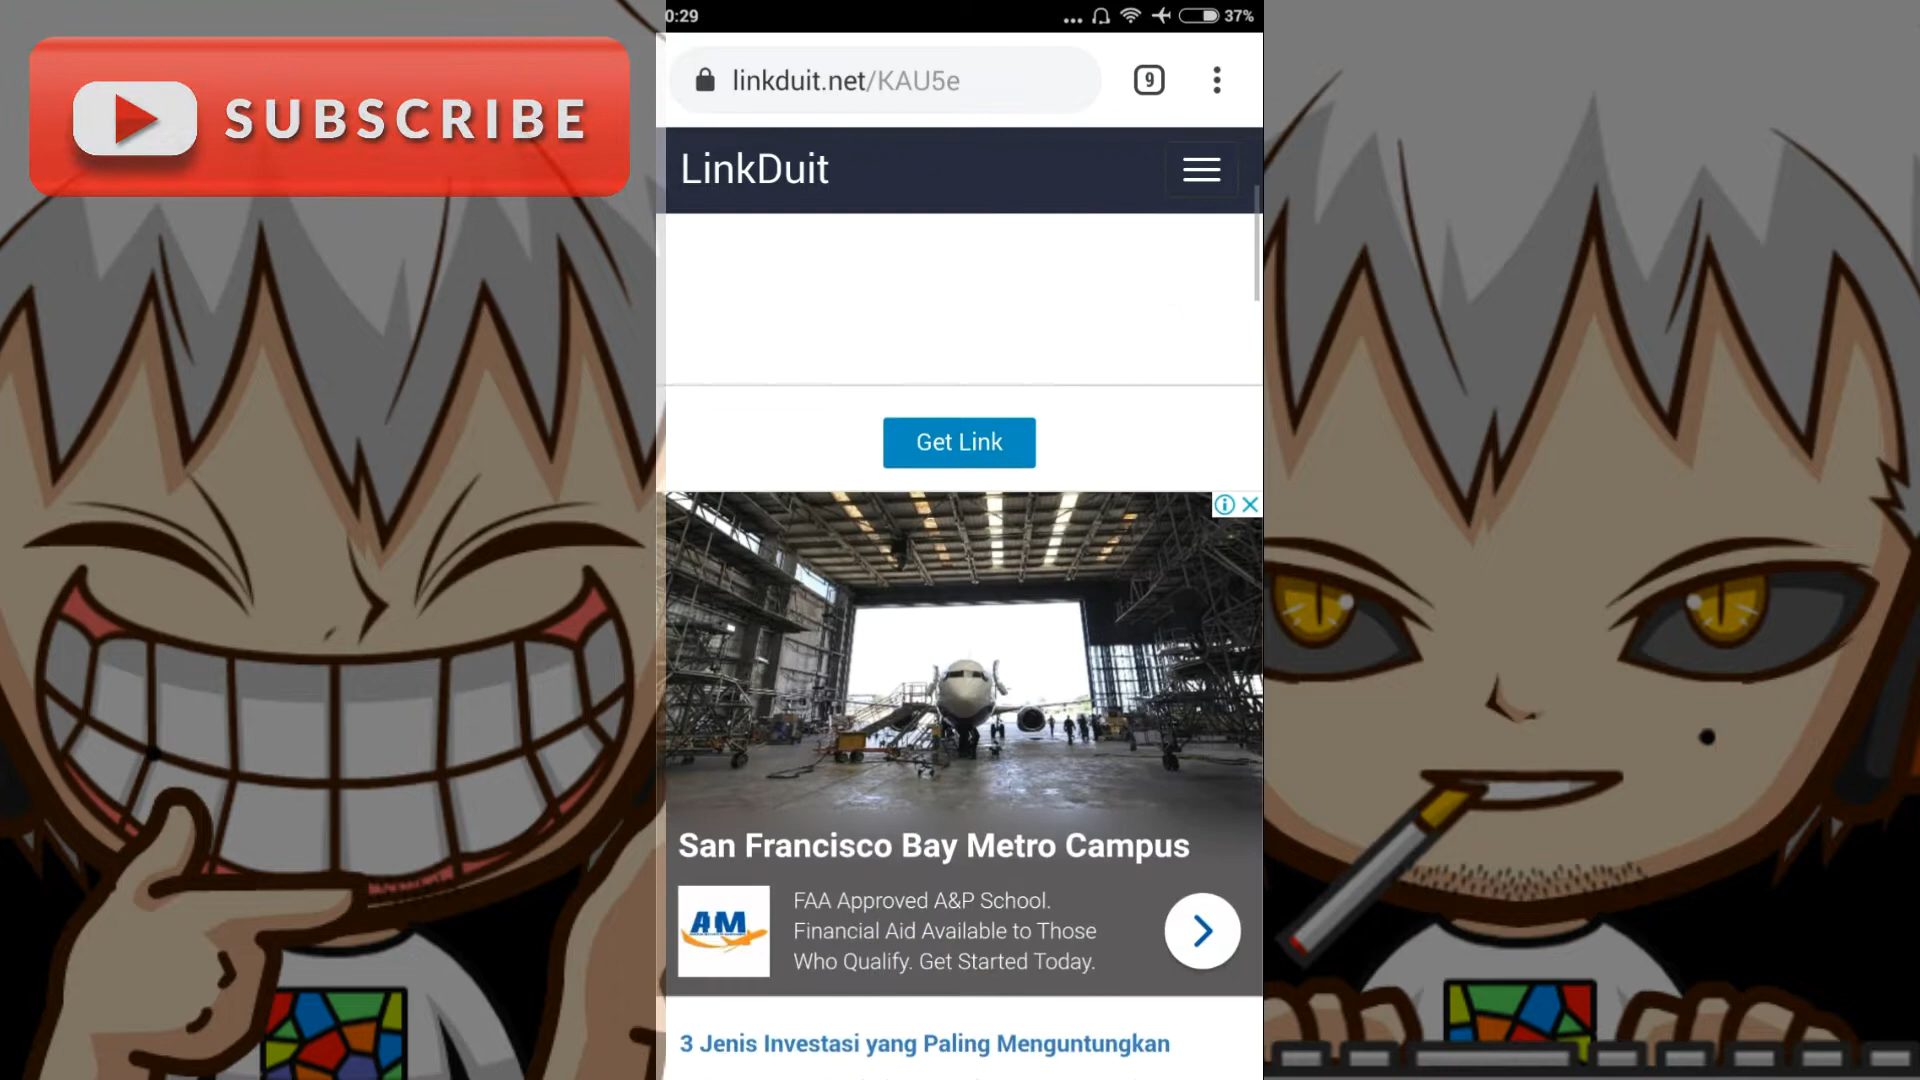 SUBSCRIBE
0:29
37%
linkduit.net/KAU5e
9
LinkDuit
Get Link
San Francisco Bay Metro Campus
AM
FAA Approved A&P School.
Financial Aid Available to Those
Who Qualify. Get Started Today.
3 Jenis Investasi yang Paling Menguntungkan